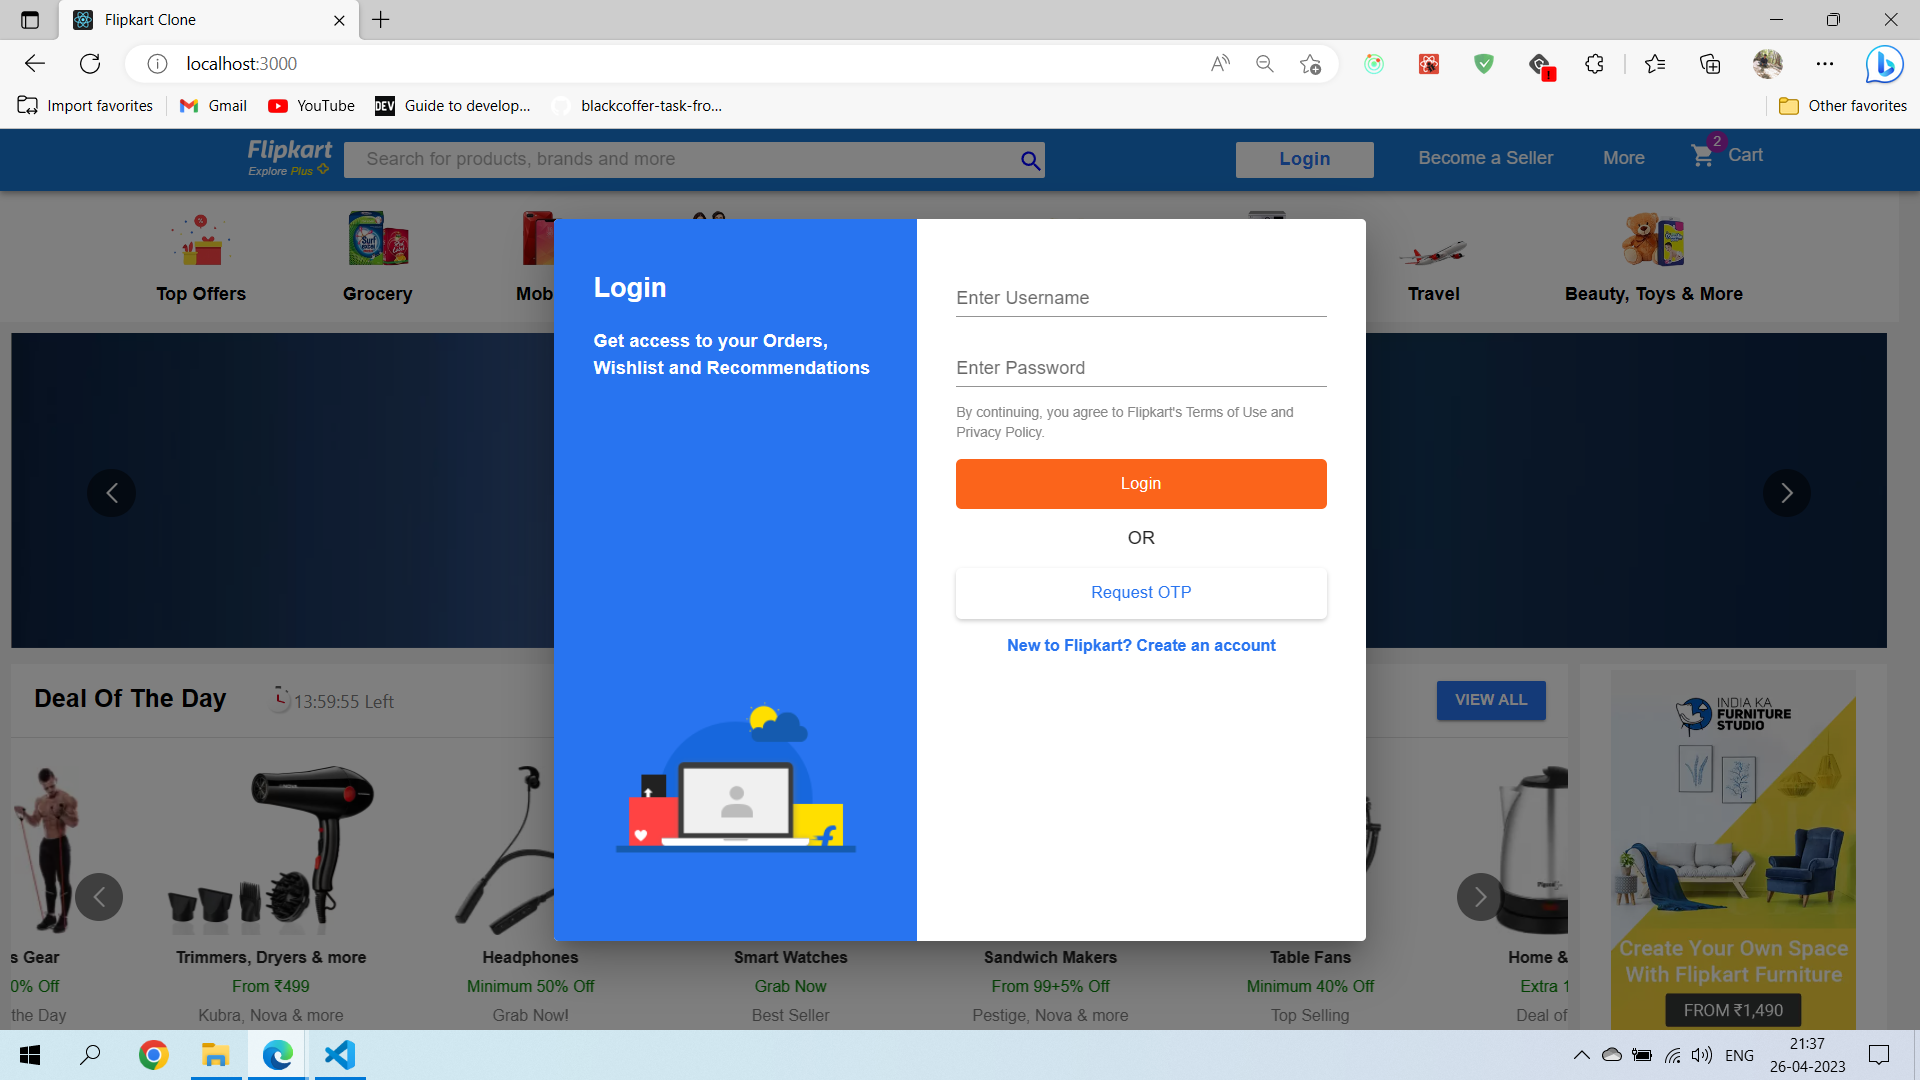 Flipkart Clone
localhost:3000
Import favorites
Gmail
YouTube
DEV
Guide to develop...
blackcoffer-task-fro...
Other favorites
Flipkart
Explore Plus
Search for products, brands and more
Login
Become a Seller
More
2
Cart
Top Offers
Grocery
Mob
Travel
Beauty, Toys & More
Login
Get access to your Orders,
Wishlist and Recommendations
Enter Username
Enter Password
By continuing, you agree to Flipkart's Terms of Use and
Privacy Policy.
Login
OR
Request OTP
New to Flipkart? Create an account
Deal Of The Day
13:59:55 Left
VIEW ALL
INDIA KA
FURNITURE
STUDIO
s Gear
0% Off
the Day
Trimmers, Dryers & more
From ₹499
Kubra, Nova & more
Headphones
Minimum 50% Off
Grab Now!
Smart Watches
Grab Now
Best Seller
Sandwich Makers
From 99+5% Off
Pestige, Nova & more
Table Fans
Minimum 40% Off
Top Selling
Home &
Extra 1
Deal of
Create Your Own Space
With Flipkart Furniture
FROM ₹1,490
ENG
21:37
26-04-2023